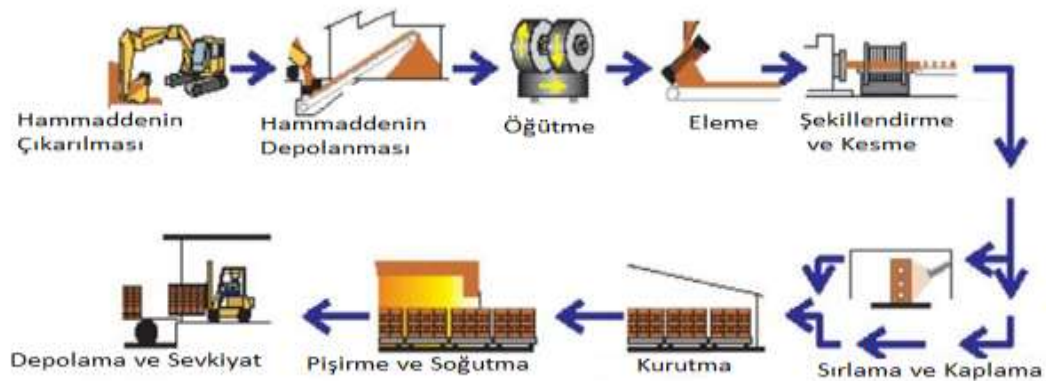 Hammaddenin
Çıkarılması
Hammaddenin
Depolanması
Öğütme
Eleme
Şekillendirme
ve Kesme
Depolama ve Sevkiyat
Pişirme ve Soğutma
Kurutma
Sırlama ve Kaplama